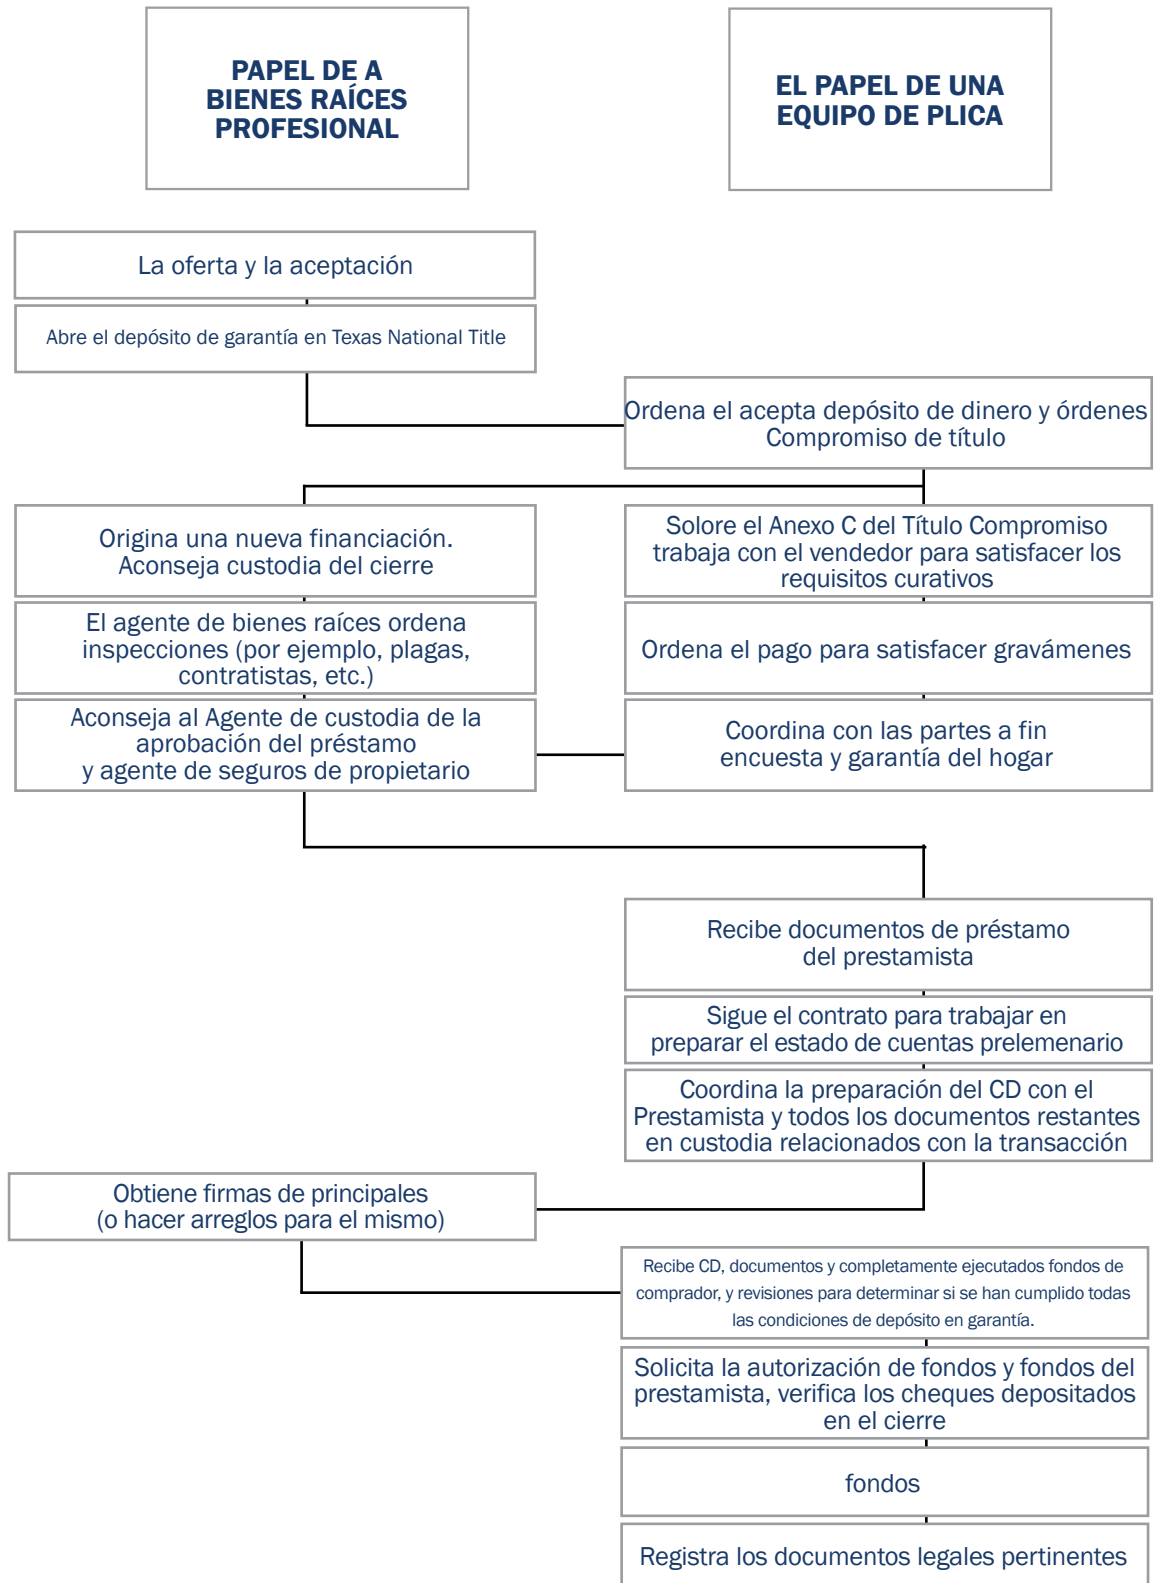 PAPEL DE A
BIENES RAÍCES
PROFESIONAL
EL PAPEL DE UNA
EQUIPO DE PLICA
La oferta y la aceptación
Abre el depósito de garantía en Texas National Title
Ordena el acepta depósito de dinero y órdenes
Compromiso de título
Origina una nueva financiación.
Aconseja custodia del cierre
Solore el Anexo C del Título Compromiso
trabaja con el vendedor para satisfacer los
requisitos curativos
El agente de bienes raíces ordena
inspecciones (por ejemplo, plagas,
contratistas, etc.)
Ordena el pago para satisfacer gravámenes
Aconseja al Agente de custodia de la
aprobación del préstamo
y agente de seguros de propietario
Coordina con las partes a fin
encuesta y garantía del hogar
Recibe documentos de préstamo
del prestamista
Sigue el contrato para trabajar en
preparar el estado de cuentas prelemenario
Coordina la preparación del CD con el
Prestamista y todos los documentos restantes
en custodia relacionados con la transacción
Obtiene firmas de principales
(o hacer arreglos para el mismo)
Recibe CD, documentos y completamente ejecutados fondos de
comprador, y revisiones para determinar si se han cumplido todas
las condiciones de depósito en garantía.
Solicita la autorización de fondos y fondos del
prestamista, verifica los cheques depositados
en el cierre
fondos
Registra los documentos legales pertinentes